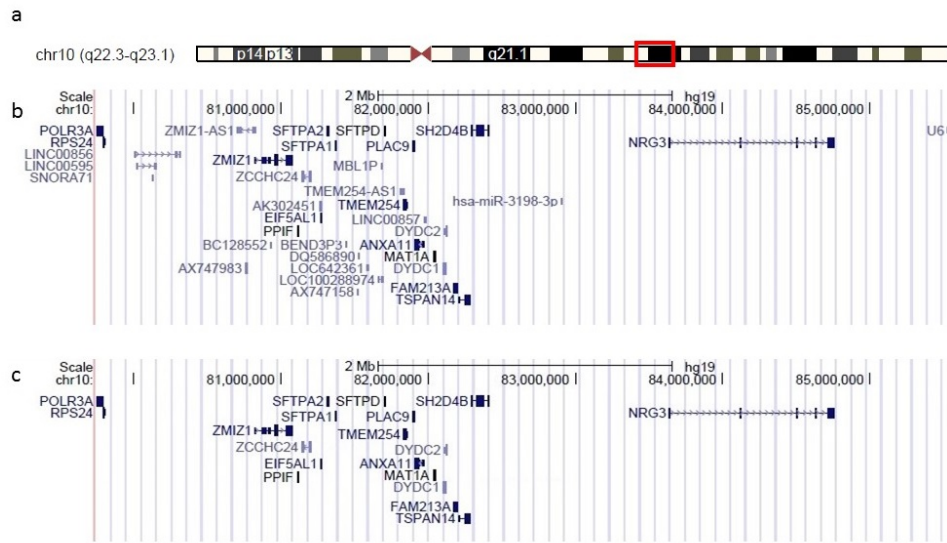 a
chr10 (q22.3-q23.1) p14 p13 q21.1
b
Scale 2 Mb hg19
chr10: 81,000,000 82,000,000 83,000,000 84,000,000 85,000,000
POLR3A ZMIZ1-AS1 SFTPA2 SFTPD SH2D4B U6
RPS24 SFTPA1 PLAC9 NRG3
LINC00856 ZMIZ1
LINC00595 MBL1P
SNORA71 ZCCHC24
TMEM254-AS1
AK302451 TMEM254 hsa-miR-3198-3p
EIF5AL1 LINC00857
PPIF DYDC2
BC128552 BEND3P3 ANXA11
DQ586890 MAT1A
AX747983 LOC642361 DYDC1
LOC100288974
AX747158 FAM213A
TSPAN14
c
Scale 2 Mb hg19
chr10: 81,000,000 82,000,000 83,000,000 84,000,000 85,000,000
POLR3A SFTPA2 SFTPD SH2D4B
RPS24 SFTPA1 PLAC9 NRG3
ZMIZ1 TMEM254
ZCCHC24 DYDC2
EIF5AL1 ANXA11
PPIF MAT1A
DYDC1
FAM213A
TSPAN14